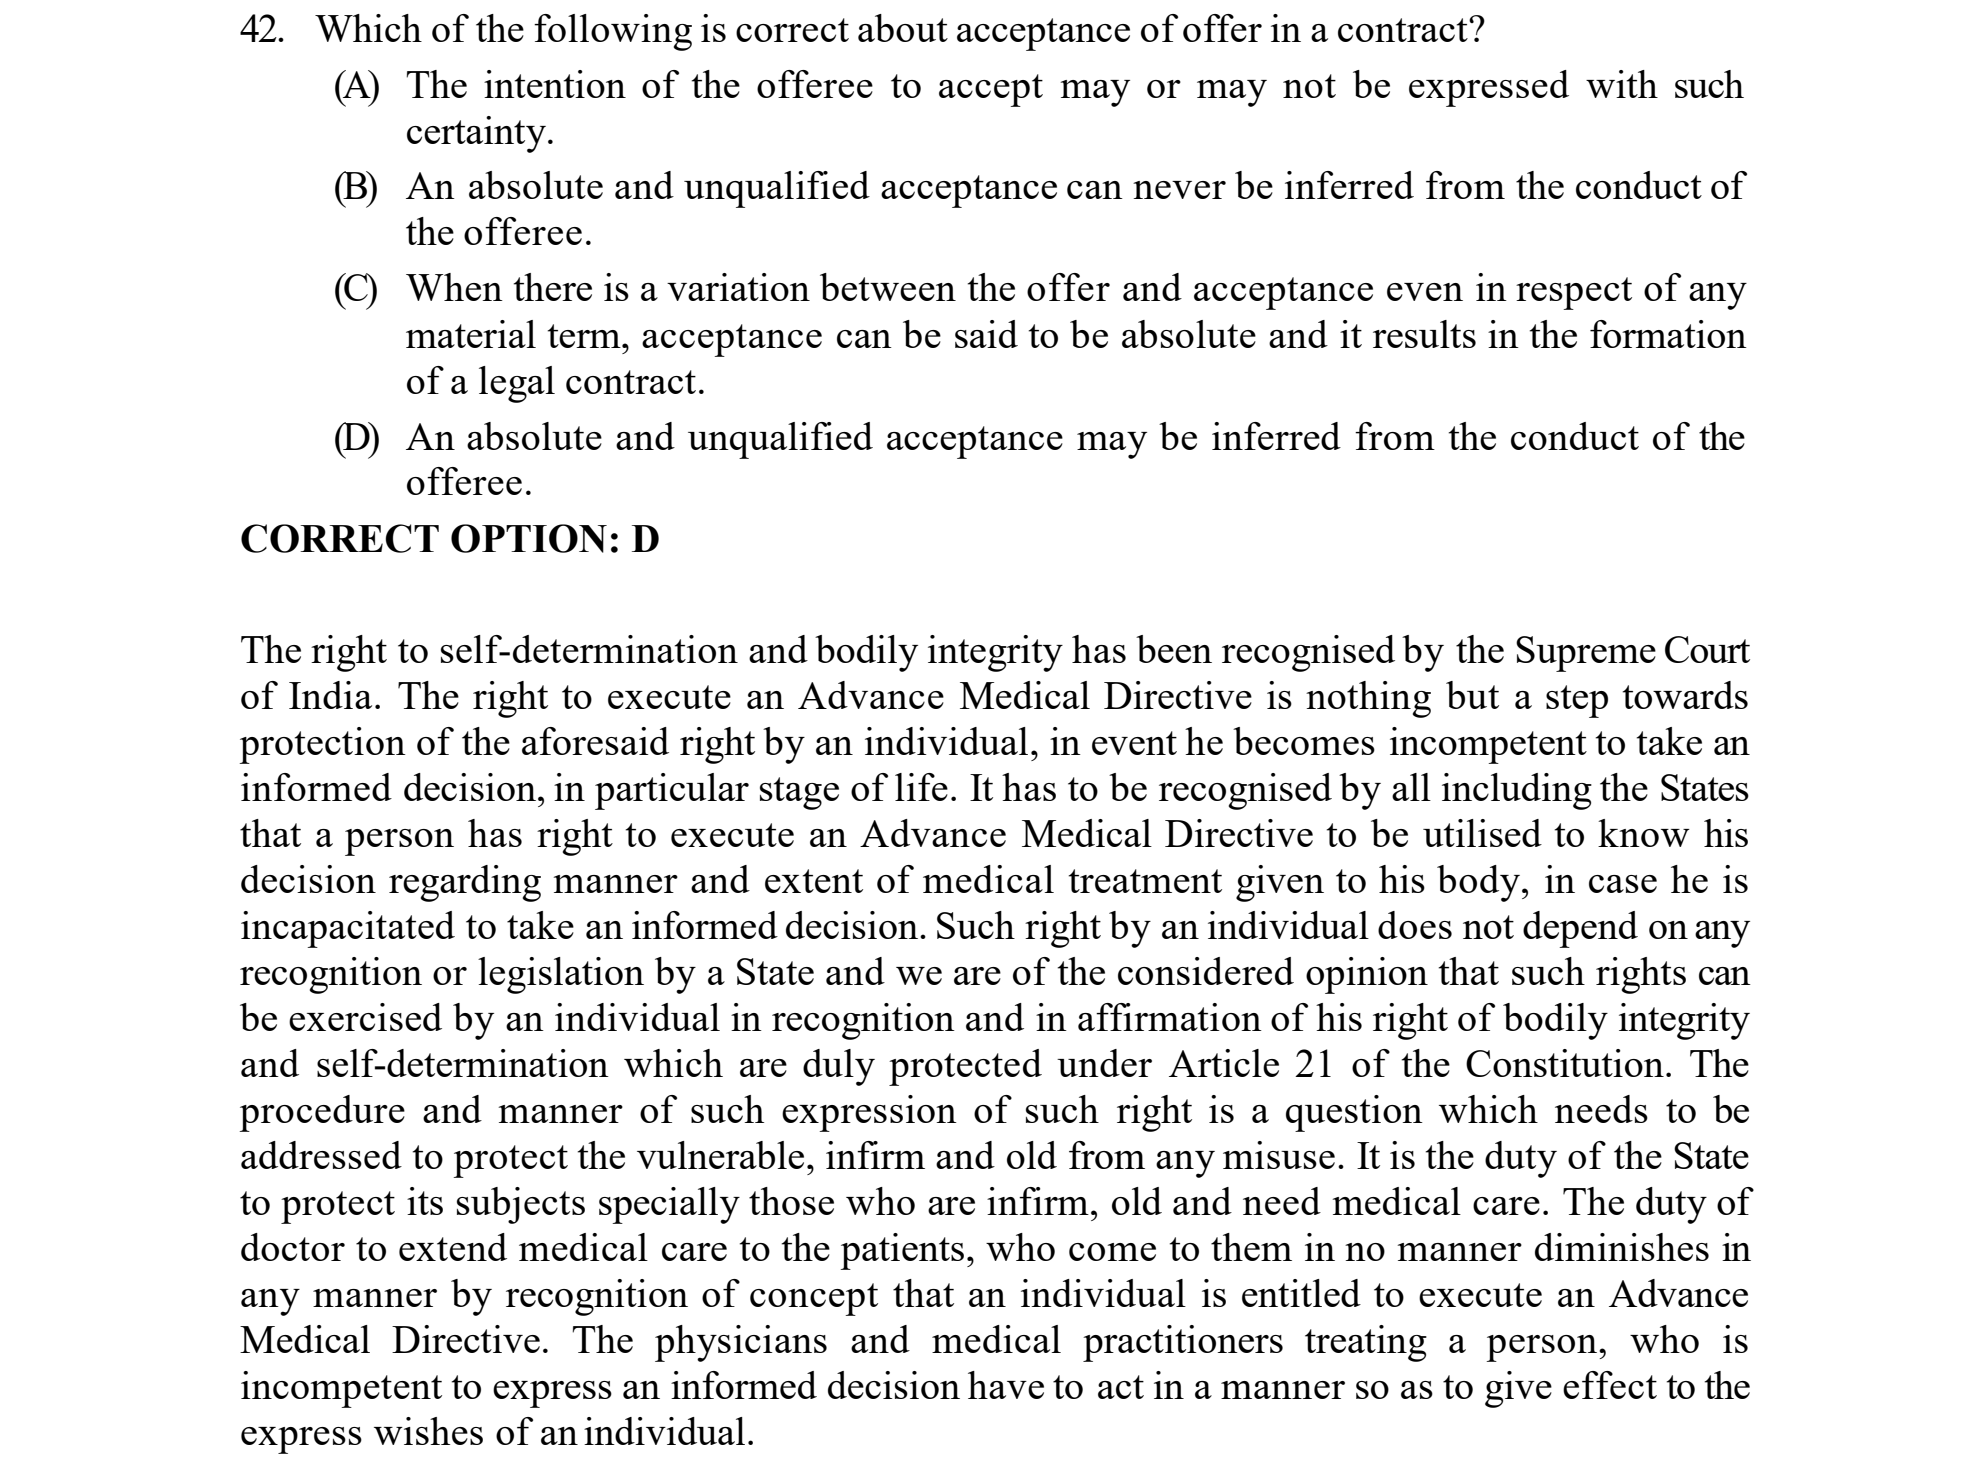 42. Which of the following is correct about acceptance of offer in a contract?
(A) The intention of the offeree to accept may or may not be expressed with such
certainty.
(B) An absolute and unqualified acceptance can never be inferred from the conduct of
the offeree.
(C) When there is a variation between the offer and acceptance even in respect of any
material term, acceptance can be said to be absolute and it results in the formation
of a legal contract.
(D) An absolute and unqualified acceptance may be inferred from the conduct of the
offeree.
CORRECT OPTION: D
The right to self-determination and bodily integrity has been recognised by the Supreme Court
of India. The right to execute an Advance Medical Directive is nothing but a step towards
protection of the aforesaid right by an individual, in event he becomes incompetent to take an
informed decision, in particular stage of life. It has to be recognised by all including the States
that a person has right to execute an Advance Medical Directive to be utilised to know his
decision regarding manner and extent of medical treatment given to his body, in case he is
incapacitated to take an informed decision. Such right by an individual does not depend on any
recognition or legislation by a State and we are of the considered opinion that such rights can
be exercised by an individual in recognition and in affirmation of his right of bodily integrity
and self-determination which are duly protected under Article 21 of the Constitution. The
procedure and manner of such expression of such right is a question which needs to be
addressed to protect the vulnerable, infirm and old from any misuse. It is the duty of the State
to protect its subjects specially those who are infirm, old and need medical care. The duty of
doctor to extend medical care to the patients, who come to them in no manner diminishes in
any manner by recognition of concept that an individual is entitled to execute an Advance
Medical Directive. The physicians and medical practitioners treating a person, who is
incompetent to express an informed decision have to act in a manner so as to give effect to the
express wishes of an individual.